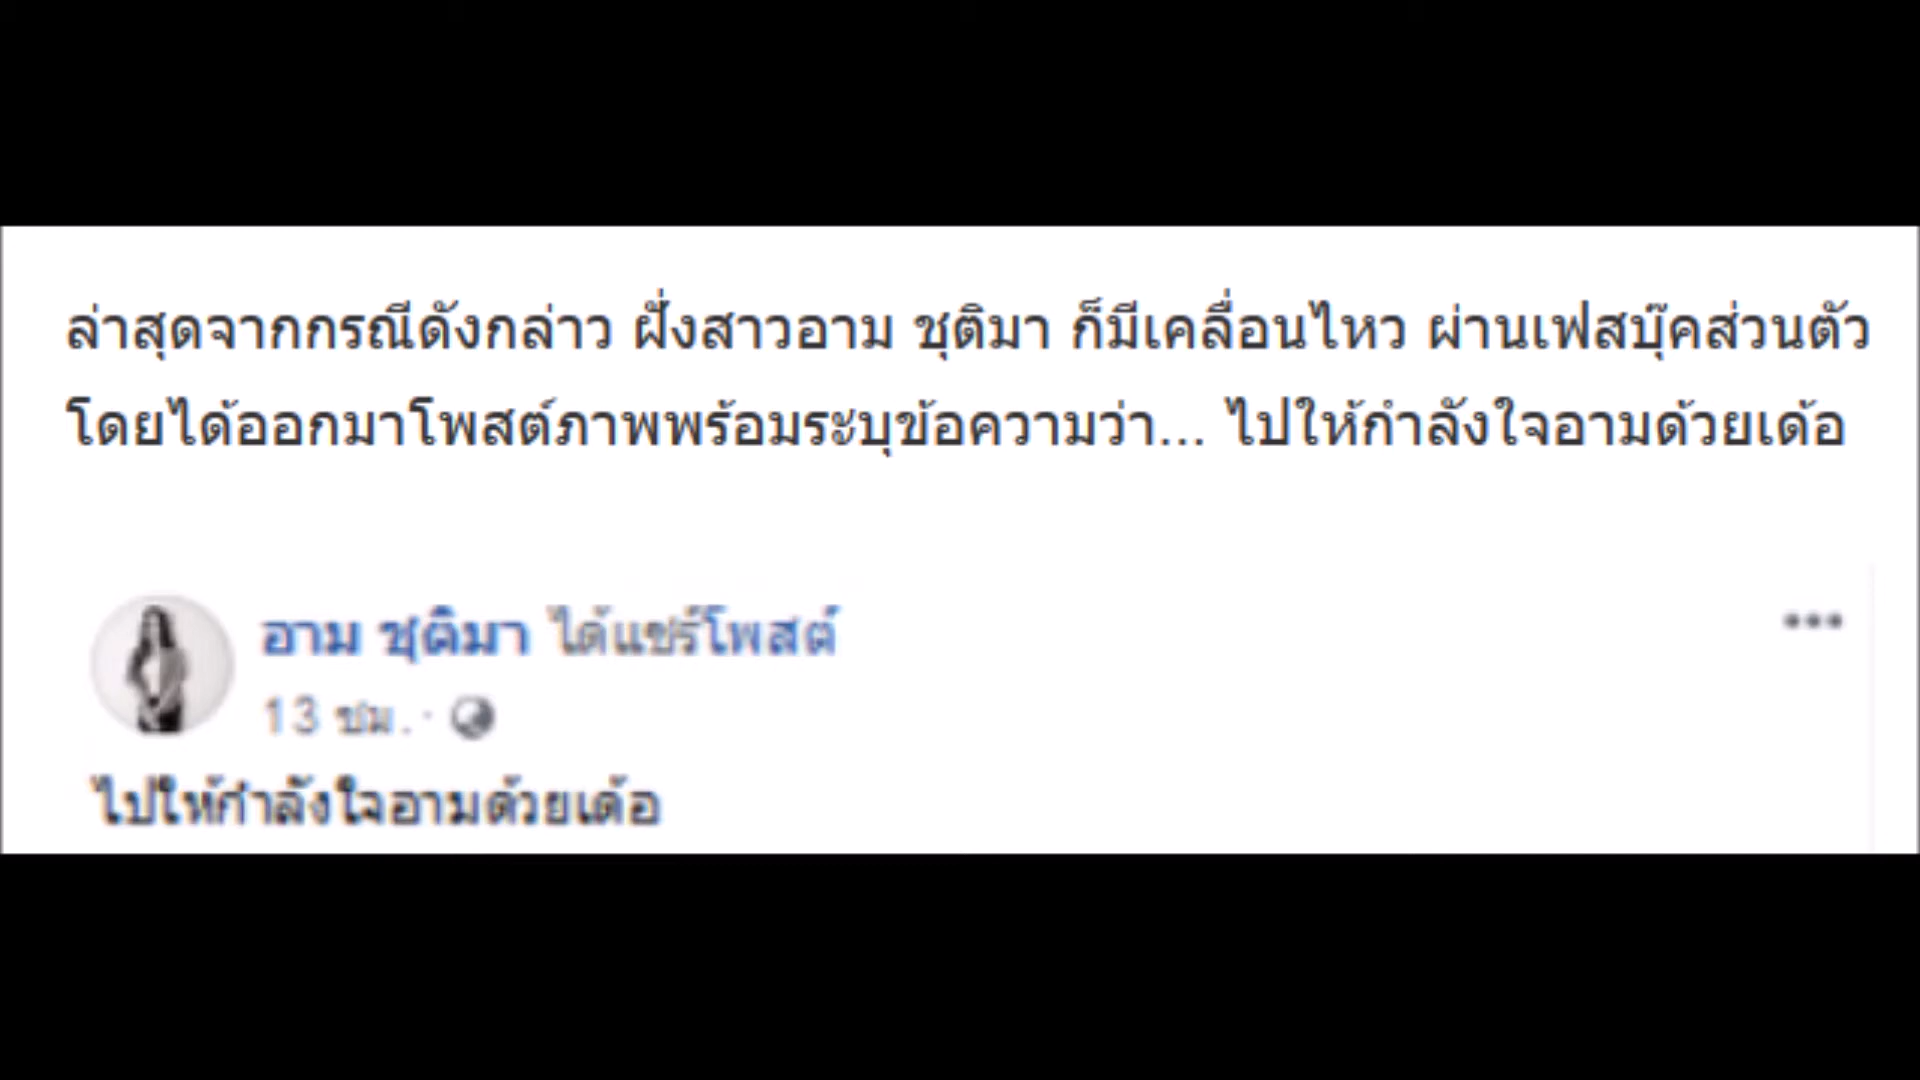 ล่าสุดจากกรณีดังกล่าว ฝั่งสาวอาม ชุติมา ก็มีเคลื่อนไหว ผ่านเฟสบุ๊คส่วนตัว
โดยได้ออกมาโพสต์ภาพพร้อมระบุข้อความว่า... ไปให้กำลังใจอามด้วยเด้อ
อาม ชุติมา ได้แชร์โพสต์
13 ชม. ·
ไปให้กำลังใจอามด้วยเด้อ